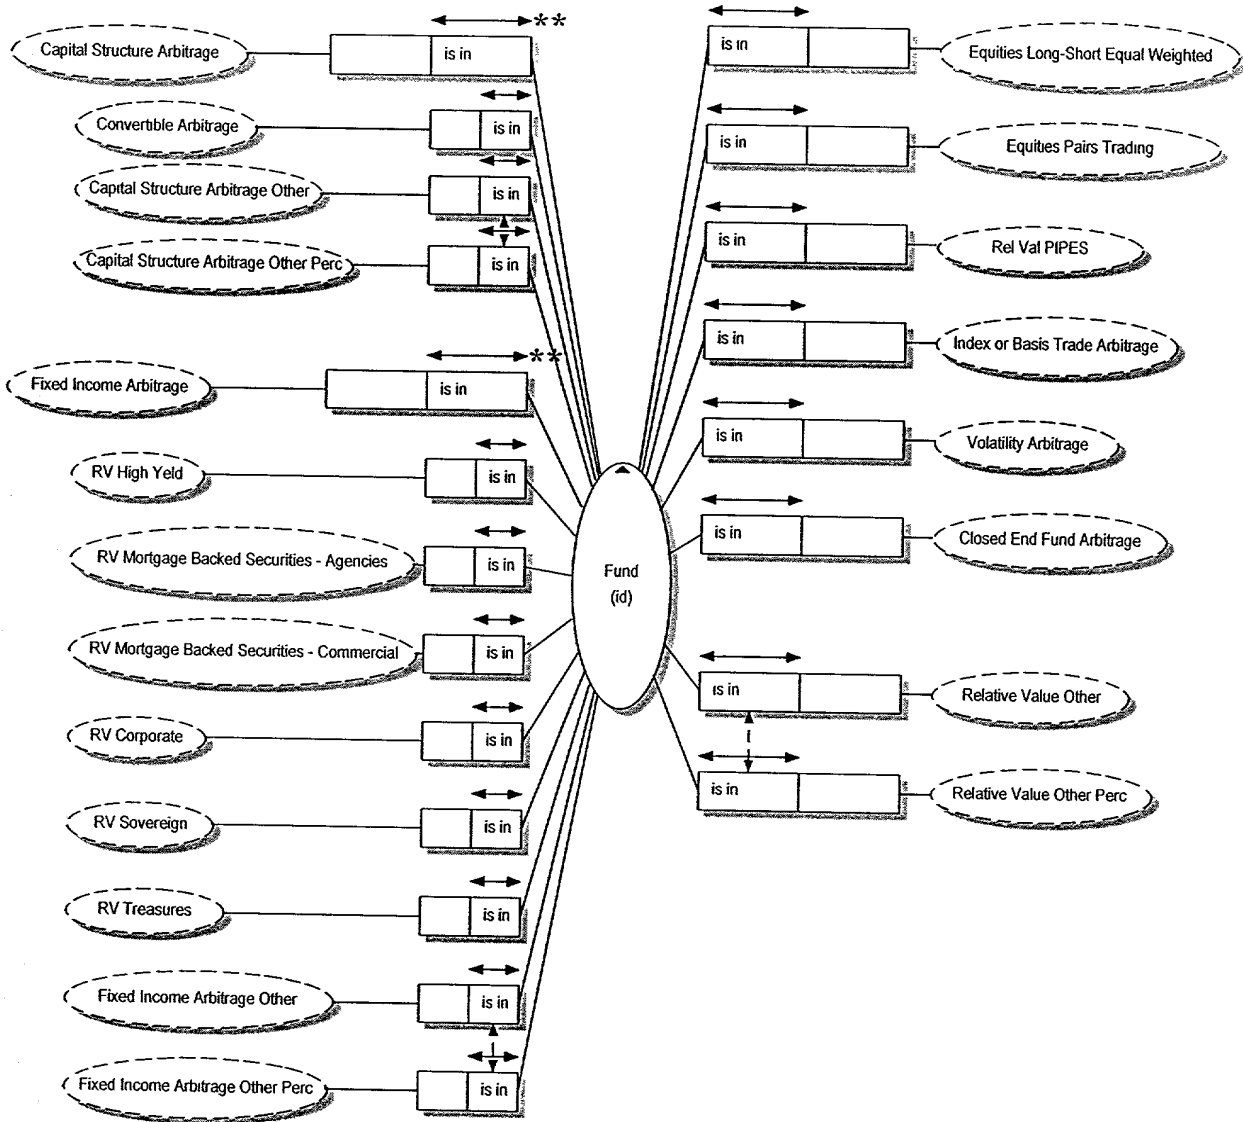 **
Capital Structure Arbitrage
is in
Convertible Arbitrage
is in
Capital Structure Arbitrage Other
is in
Capital Structure Arbitrage Other Perc
is in
**
Fixed Income Arbitrage
is in
RV High Yeld
is in
RV Mortgage Backed Securities - Agencies
is in
RV Mortgage Backed Securities - Commercial
is in
RV Corporate
is in
RV Sovereign
is in
RV Treasures
is in
Fixed Income Arbitrage Other
is in
Fixed Income Arbitrage Other Perc
is in
Fund
(id)
is in
Equities Long-Short Equal Weighted
is in
Equities Pairs Trading
is in
Rel Val PIPES
is in
Index or Basis Trade Arbitrage
is in
Volatility Arbitrage
is in
Closed End Fund Arbitrage
is in
Relative Value Other
is in
Relative Value Other Perc